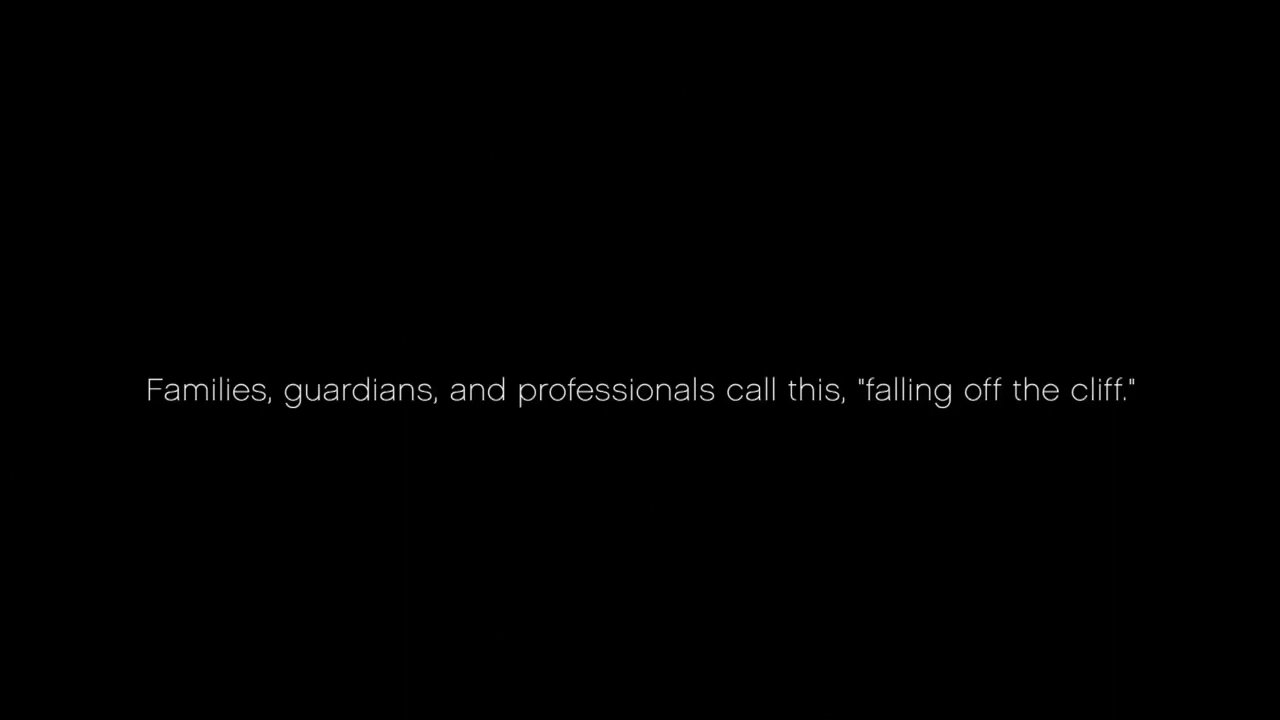 Families, guardians, and professionals call this, "falling off the cliff."